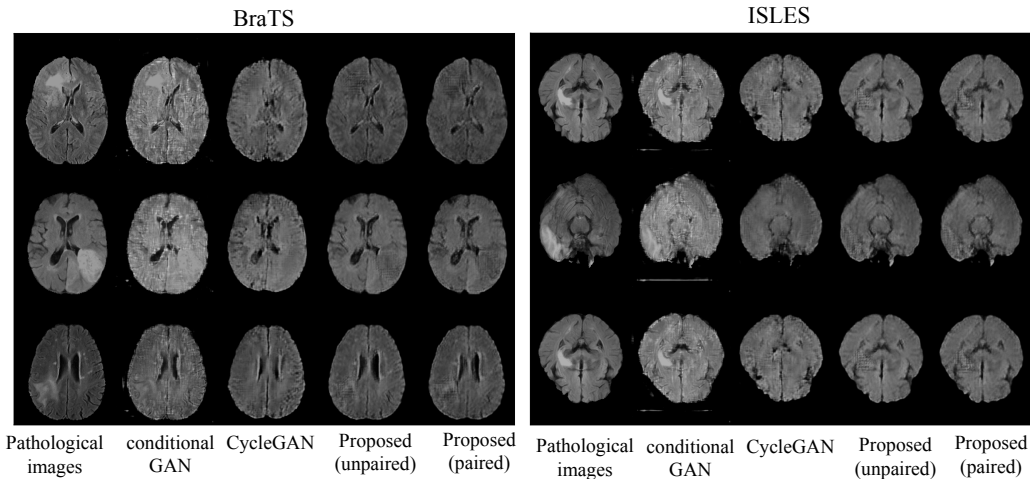 BraTS
ISLES
Pathological images
conditional GAN
CycleGAN
Proposed (unpaired)
Proposed (paired)
Pathological images
conditional GAN
CycleGAN
Proposed (unpaired)
Proposed (paired)